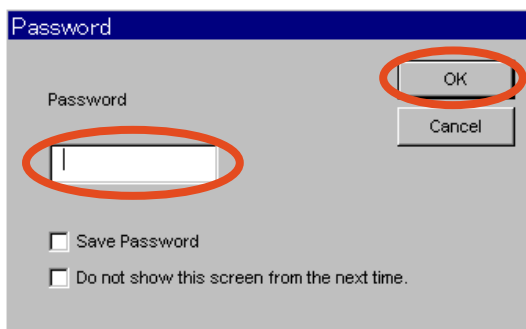 Password
OK
Password
Cancel
Save Password
Do not show this screen from the next time.